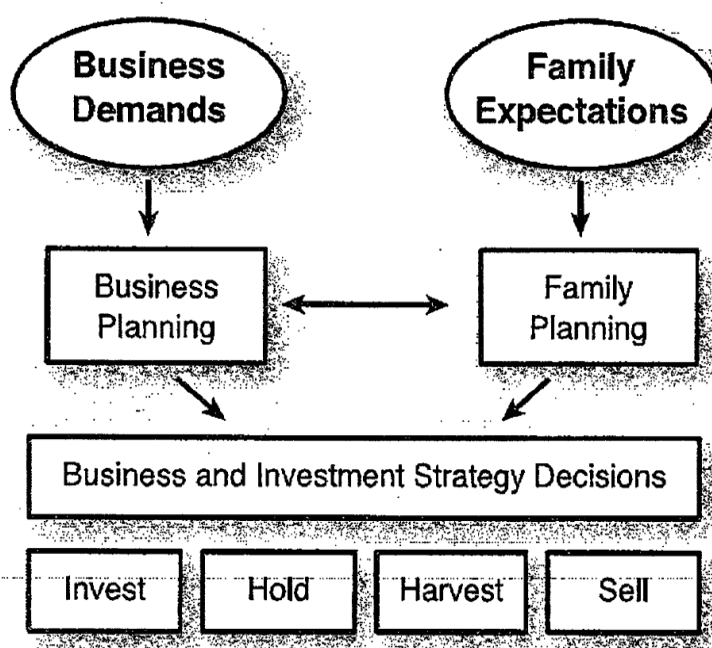 Business
Demands
Family
Expectations
Business
Planning
Family
Planning
Business and Investment Strategy Decisions
Invest
Hold
Harvest
Sell